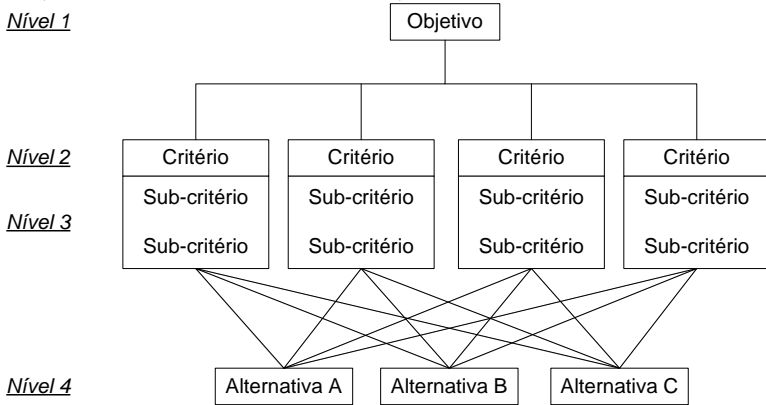 Nível 1
Objetivo
Nível 2
Critério
Critério
Critério
Critério
Nível 3
Sub-critério
Sub-critério
Sub-critério
Sub-critério
Sub-critério
Sub-critério
Sub-critério
Sub-critério
Nível 4
Alternativa A
Alternativa B
Alternativa C